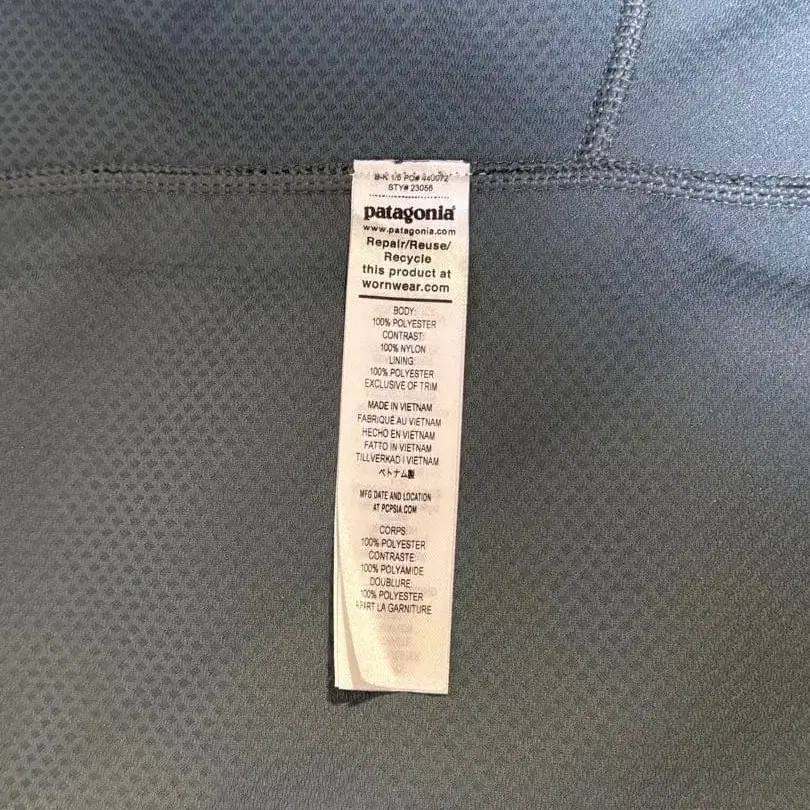 STY# 23056
patagonia®
www.patagonia.com
Repair/Reuse/
Recycle
this product at
wornwear.com
BODY:
100% POLYESTER
CONTRAST:
100% NYLON
LINING:
100% POLYESTER
EXCLUSIVE OF TRIM
MADE IN VIETNAM
FABRIQUÉ AU VIETNAM
HECHO EN VIETNAM
FATTO IN VIETNAM
TILLVERKAD I VIETNAM
ベトナム製
MFG DATE AND LOCATION
AT PCPSIA.COM
CORPS:
100% POLYESTER
CONTRASTE:
100% POLYAMIDE
DOUBLURE:
100% POLYESTER
APART LA GARNITURE